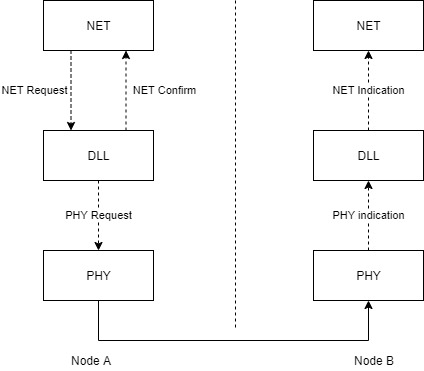 NET
NET
NET Request
NET Confirm
NET Indication
DLL
DLL
PHY Request
PHY indication
PHY
PHY
Node A
Node B